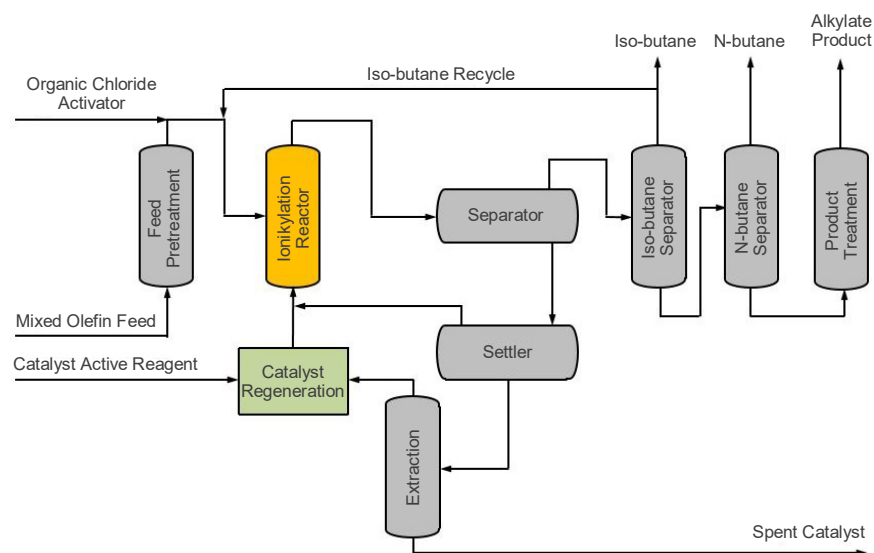 Iso-butane
N-butane
Alkylate
Product
Iso-butane Recycle
Organic Chloride
Activator
Feed
Pretreatment
Ionikylation
Reactor
Separator
Iso-butane
Separator
N-butane
Separator
Product
Treatment
Mixed Olefin Feed
Settler
Catalyst Active Reagent
Catalyst
Regeneration
Extraction
Spent Catalyst